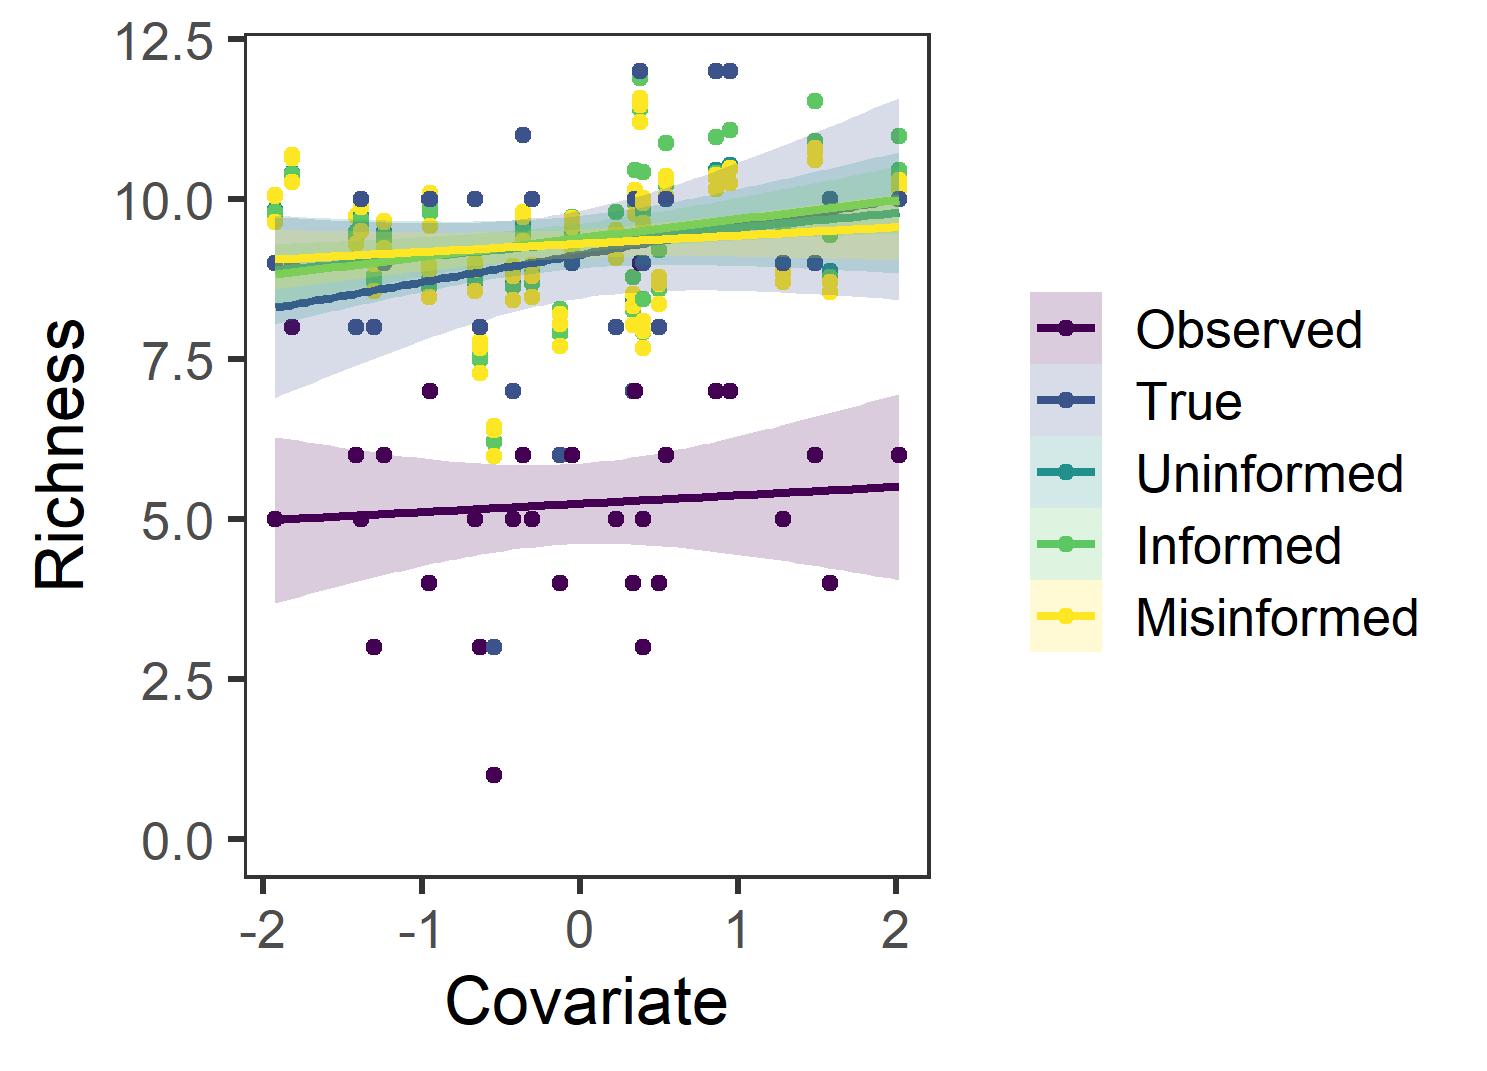 12.5
10.0
7.5
5.0
2.5
0.0
Richness
-2 -1 0 1 2
Covariate
Observed
True
Uninformed
Informed
Misinformed